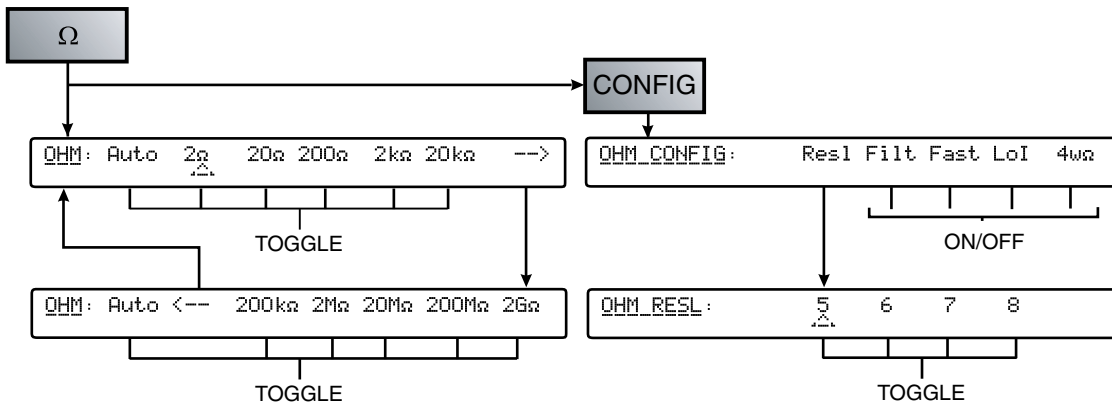 Ω
CONFIG
OHM: Auto 2Ω 20Ω 200Ω 2kΩ 20kΩ -->
OHM_CONFIG: Resl Filt Fast LoI 4wΩ
TOGGLE
ON/OFF
OHM: Auto <-- 200kΩ 2MΩ 20MΩ 200MΩ 2GΩ
OHM_RESL: 5 6 7 8
TOGGLE
TOGGLE